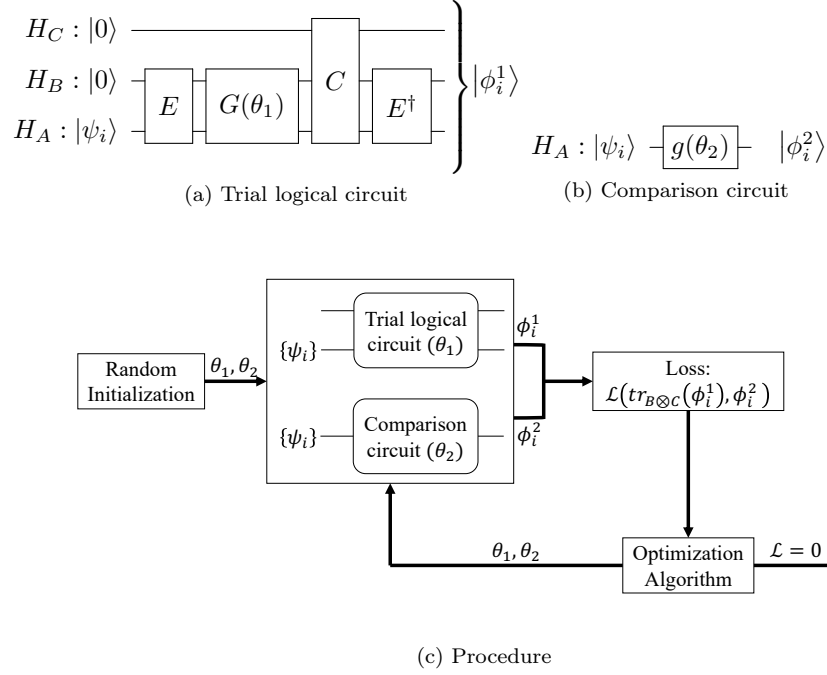 H_C : |0⟩
H_B : |0⟩
H_A : |ψ_i⟩
E
G(θ_1)
C
E†
|ϕ_i^1⟩
(a) Trial logical circuit
H_A : |ψ_i⟩
g(θ_2)
|ϕ_i^2⟩
(b) Comparison circuit
Random
Initialization
θ_1, θ_2
{ψ_i}
Trial logical
circuit (θ_1)
ϕ_i^1
{ψ_i}
Comparison
circuit (θ_2)
ϕ_i^2
Loss:
ℒ(tr_{B⊗C}(ϕ_i^1), ϕ_i^2)
θ_1, θ_2
Optimization
Algorithm
ℒ = 0
(c) Procedure